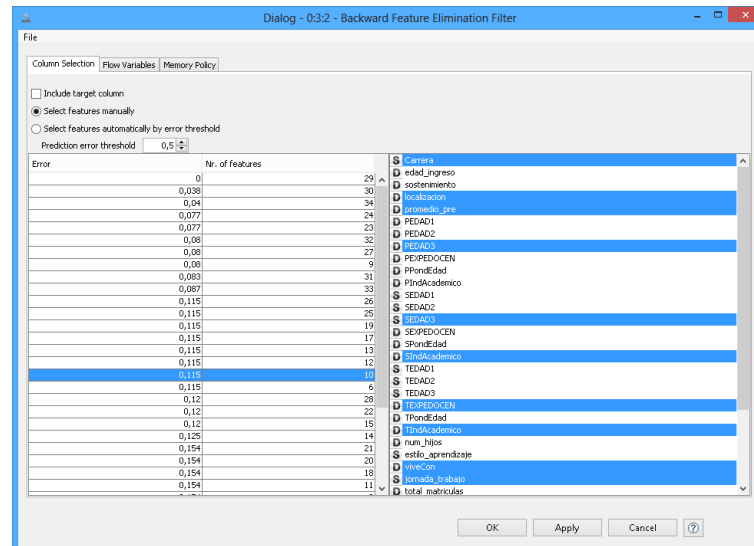 Dialog - 0:3:2 - Backward Feature Elimination Filter
File
Column Selection Flow Variables Memory Policy
Include target column
Select features manually
Select features automatically by error threshold
Prediction error threshold 0,5
Error Nr. of features
0 29
0,038 30
0,04 34
0,077 24
0,077 23
0,08 32
0,08 27
0,08 9
0,083 31
0,087 33
0,115 26
0,115 25
0,115 19
0,115 17
0,115 13
0,115 12
0,115 10
0,115 6
0,12 28
0,12 22
0,12 15
0,125 14
0,154 21
0,154 20
0,154 18
0,154 11
S Carrera
D edad_ingreso
S sostenimiento
D localizacion
D promedio_pre
D PEDAD1
D PEDAD2
D PEDAD3
D PEXPEDOCEN
D PPondEdad
D PIndAcademico
S SEDAD1
S SEDAD2
S SEDAD3
D SEXPEDOCEN
D SPondEdad
D SIndAcademico
S TEDAD1
S TEDAD2
S TEDAD3
D TEXPEDOCEN
D TPondEdad
D TIndAcademico
D num_hijos
S estilo_aprendizaje
D viveCon
S jornada_trabajo
D total_matriculas
OK Apply Cancel ?